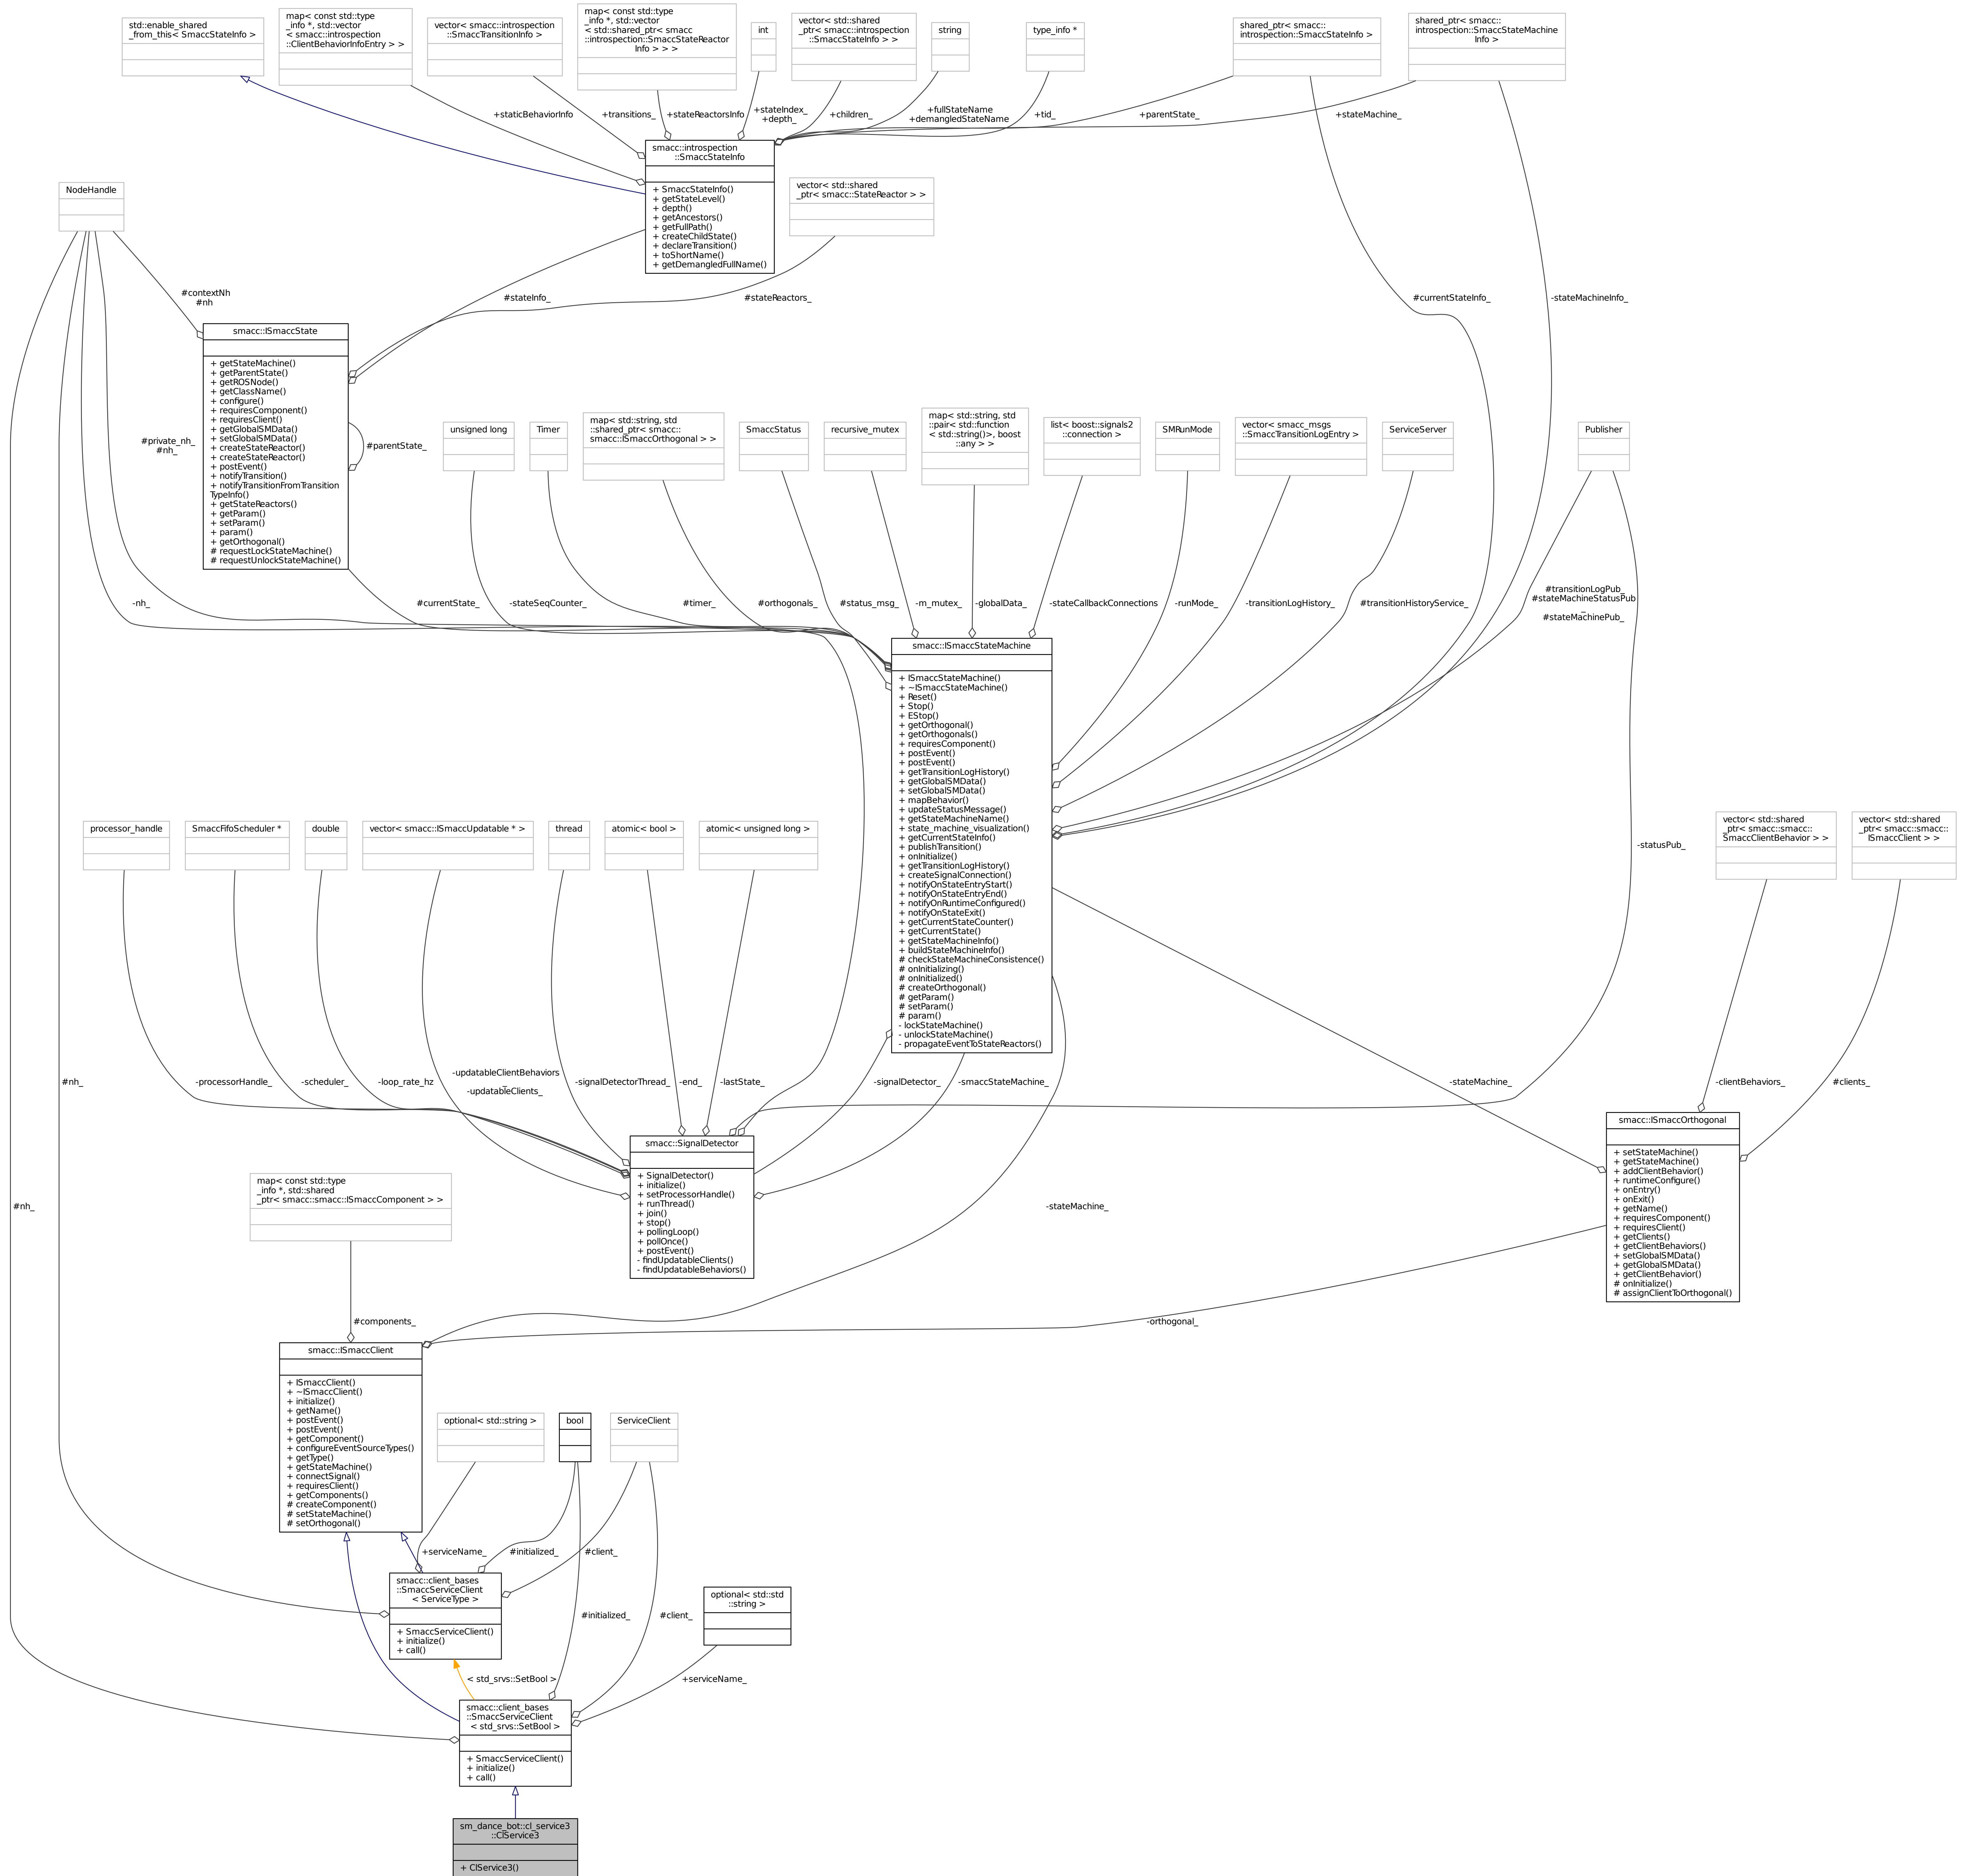 std::enable_shared
_from_this< SmaccStateInfo >
map< const std::type
_info *, std::vector
< smacc::introspection
::ClientBehaviorInfoEntry > >
vector< smacc::introspection
::SmaccTransitionInfo >
map< const std::type
_info *, std::vector
< std::shared_ptr< smacc
::introspection::SmaccStateReactor
Info > > >
int
vector< std::shared
_ptr< smacc::introspection
::SmaccStateInfo > >
string
type_info *
shared_ptr< smacc::
introspection::SmaccStateInfo >
shared_ptr< smacc::
introspection::SmaccStateMachine
Info >
+staticBehaviorInfo
+transitions_
+stateReactorsInfo
+stateIndex_
+depth_
+children_
+fullStateName
+demangledStateName
+tid_
+parentState_
+stateMachine_
smacc::introspection
::SmaccStateInfo
+ SmaccStateInfo()
+ getStateLevel()
+ depth()
+ getAncestors()
+ getFullPath()
+ createChildState()
+ declareTransition()
+ toShortName()
+ getDemangledFullName()
NodeHandle
vector< std::shared
_ptr< smacc::StateReactor > >
#contextNh
#nh
#stateInfo_
#stateReactors_
#currentStateInfo_
-stateMachineInfo_
smacc::ISmaccState
+ getStateMachine()
+ getParentState()
+ getROSNode()
+ getClassName()
+ configure()
+ requiresComponent()
+ requiresClient()
+ getGlobalSMData()
+ setGlobalSMData()
+ createStateReactor()
+ createStateReactor()
+ postEvent()
+ notifyTransition()
+ notifyTransitionFromTransition
TypeInfo()
+ getStateReactors()
+ getParam()
+ setParam()
+ param()
+ getOrthogonal()
# requestLockStateMachine()
# requestUnlockStateMachine()
#private_nh_
#nh_
#parentState_
unsigned long
Timer
map< std::string, std
::shared_ptr< smacc::
smacc::ISmaccOrthogonal > >
SmaccStatus
recursive_mutex
map< std::string, std
::pair< std::function
< std::string()>, boost
::any > >
list< boost::signals2
::connection >
SMRunMode
vector< smacc_msgs
::SmaccTransitionLogEntry >
ServiceServer
Publisher
-nh_
#currentState_
-stateSeqCounter_
#timer_
#orthogonals_
#status_msg_
-m_mutex_
-globalData_
-stateCallbackConnections
-runMode_
-transitionLogHistory_
#transitionHistoryService_
#transitionLogPub_
#stateMachineStatusPub
_
#stateMachinePub_
smacc::ISmaccStateMachine
+ ISmaccStateMachine()
+ ~ISmaccStateMachine()
+ Reset()
+ Stop()
+ EStop()
+ getOrthogonal()
+ getOrthogonals()
+ requiresComponent()
+ postEvent()
+ postEvent()
+ getTransitionLogHistory()
+ getGlobalSMData()
+ setGlobalSMData()
+ mapBehavior()
+ updateStatusMessage()
+ getStateMachineName()
+ state_machine_visualization()
+ getCurrentStateInfo()
+ publishTransition()
+ onInitialize()
+ getTransitionLogHistory()
+ createSignalConnection()
+ notifyOnStateEntryStart()
+ notifyOnStateEntryEnd()
+ notifyOnRuntimeConfigured()
+ notifyOnStateExit()
+ getCurrentStateCounter()
+ getCurrentState()
+ getStateMachineInfo()
+ buildStateMachineInfo()
# checkStateMachineConsistence()
# onInitializing()
# onInitialized()
# createOrthogonal()
# getParam()
# setParam()
# param()
- lockStateMachine()
- unlockStateMachine()
- propagateEventToStateReactors()
processor_handle
SmaccFifoScheduler *
double
vector< smacc::ISmaccUpdatable * >
thread
atomic< bool >
atomic< unsigned long >
-statusPub_
vector< std::shared
_ptr< smacc::smacc::
SmaccClientBehavior > >
vector< std::shared
_ptr< smacc::smacc::
ISmaccClient > >
#nh_
-processorHandle_
-scheduler_
-loop_rate_hz
-updatableClientBehaviors
_
-updatableClients_
-signalDetectorThread_
-end_
-lastState_
-signalDetector_
-smaccStateMachine_
-stateMachine_
-clientBehaviors_
#clients_
smacc::SignalDetector
+ SignalDetector()
+ initialize()
+ setProcessorHandle()
+ runThread()
+ join()
+ stop()
+ pollingLoop()
+ pollOnce()
+ postEvent()
- findUpdatableClients()
- findUpdatableBehaviors()
smacc::ISmaccOrthogonal
+ setStateMachine()
+ getStateMachine()
+ addClientBehavior()
+ runtimeConfigure()
+ onEntry()
+ onExit()
+ getName()
+ requiresComponent()
+ requiresClient()
+ getClients()
+ getClientBehaviors()
+ setGlobalSMData()
+ getGlobalSMData()
+ getClientBehavior()
# onInitialize()
# assignClientToOrthogonal()
map< const std::type
_info *, std::shared
_ptr< smacc::smacc::ISmaccComponent > >
#nh_
-stateMachine_
#components_
-orthogonal_
smacc::ISmaccClient
+ ISmaccClient()
+ ~ISmaccClient()
+ initialize()
+ getName()
+ postEvent()
+ postEvent()
+ getComponent()
+ configureEventSourceTypes()
+ getType()
+ getStateMachine()
+ connectSignal()
+ requiresClient()
+ getComponents()
# createComponent()
# setStateMachine()
# setOrthogonal()
optional< std::string >
bool
ServiceClient
+serviceName_
#initialized_
#client_
smacc::client_bases
::SmaccServiceClient
< ServiceType >
+ SmaccServiceClient()
+ initialize()
+ call()
optional< std::std
::string >
#initialized_
#client_
< std_srvs::SetBool >
+serviceName_
smacc::client_bases
::SmaccServiceClient
< std_srvs::SetBool >
+ SmaccServiceClient()
+ initialize()
+ call()
sm_dance_bot::cl_service3
::ClService3
+ ClService3()